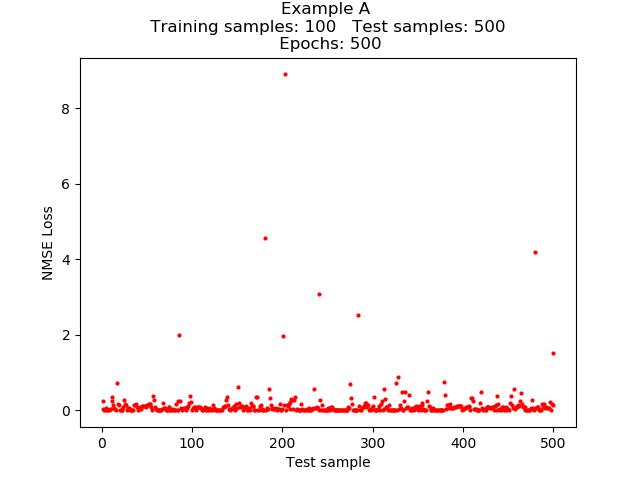 Example A
Training samples: 100   Test samples: 500
Epochs: 500
8
6
4
2
0
NMSE Loss
0 100 200 300 400 500
Test sample